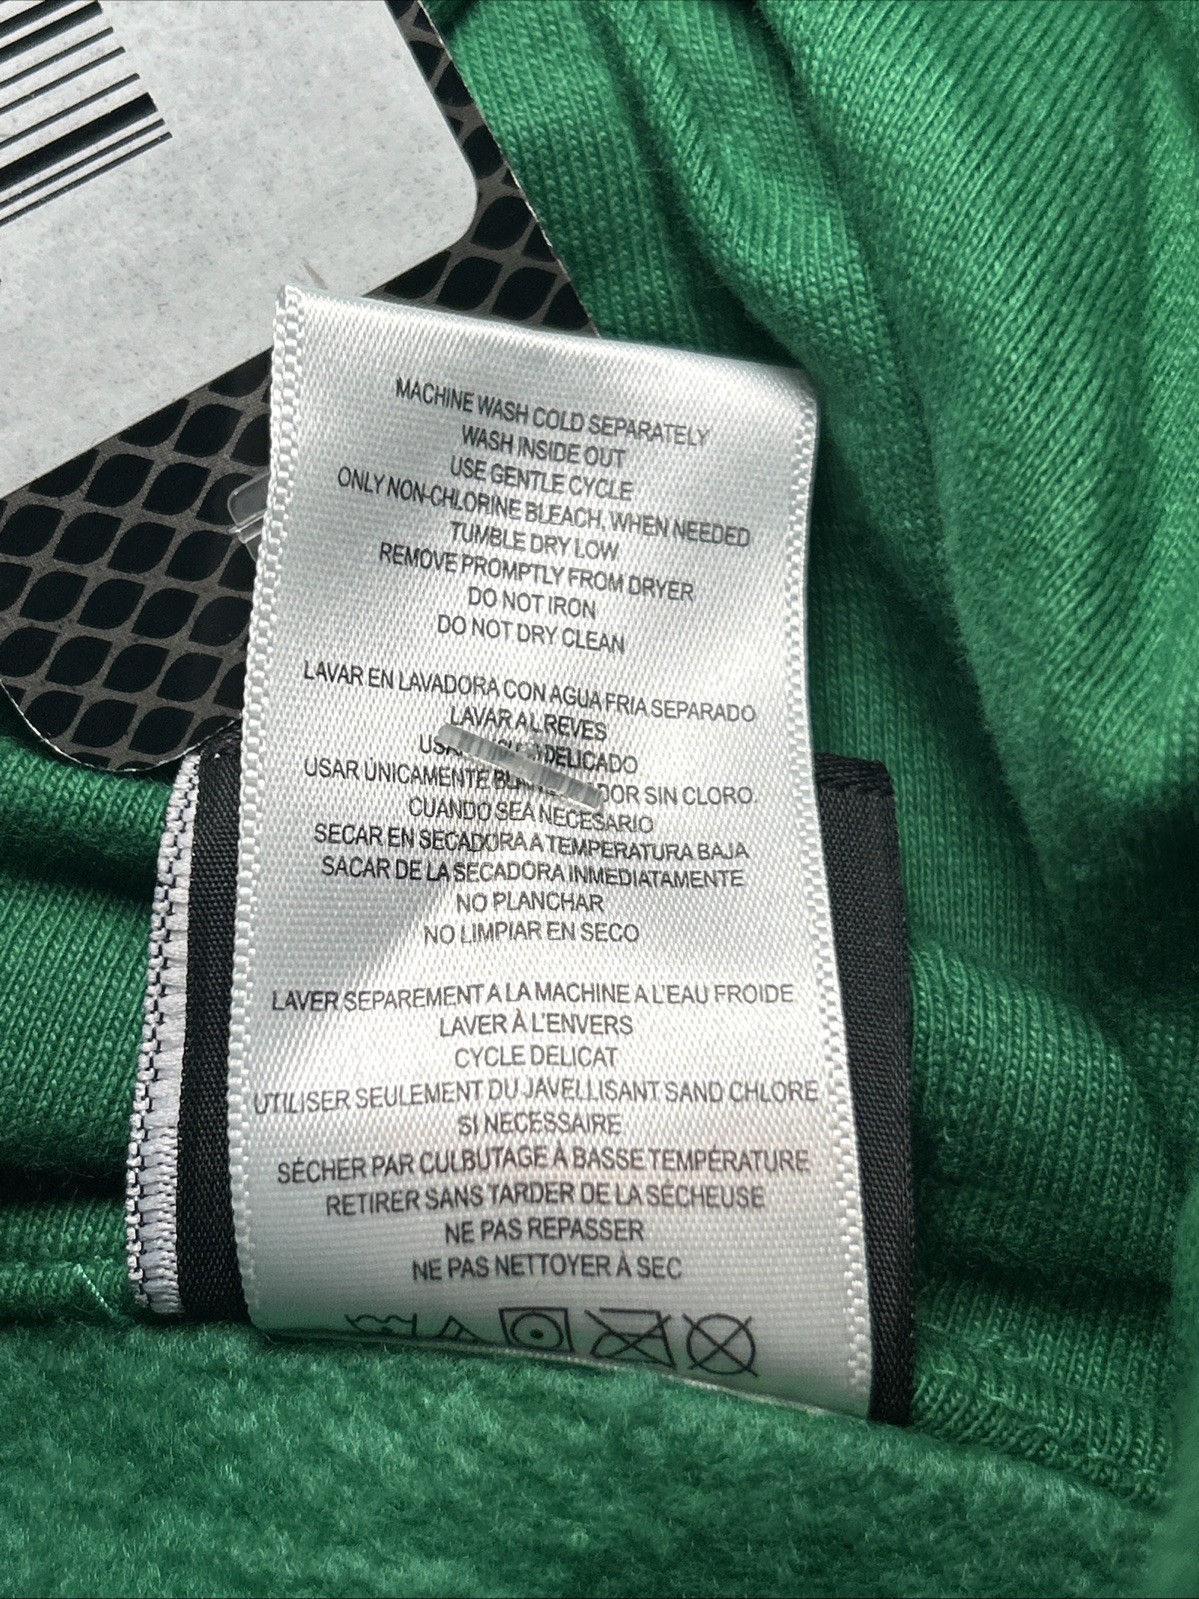 MACHINE WASH COLD SEPARATELY
WASH INSIDE OUT
USE GENTLE CYCLE
ONLY NON-CHLORINE BLEACH, WHEN NEEDED
TUMBLE DRY LOW
REMOVE PROMPTLY FROM DRYER
DO NOT IRON
DO NOT DRY CLEAN
LAVAR EN LAVADORA CON AGUA FRIA SEPARADO
LAVAR AL REVES
DELICADO
USAR ÚNICAMENTE SIN CLORO.
CUANDO SEA NECESARIO
SECAR EN SECADORA A TEMPERATURA BAJA
SACAR DE LA SECADORA INMEDIATAMENTE
NO PLANCHAR
NO LIMPIAR EN SECO
LAVER SEPAREMENT A LA MACHINE A L'EAU FROIDE
LAVER À L'ENVERS
CYCLE DELICAT
UTILISER SEULEMENT DU JAVELLISANT SAND CHLORE
SI NECESSAIRE
SÉCHER PAR CULBUTAGE À BASSE TEMPÉRATURE
RETIRER SANS TARDER DE LA SÉCHEUSE
NE PAS REPASSER
NE PAS NETTOYER À SEC